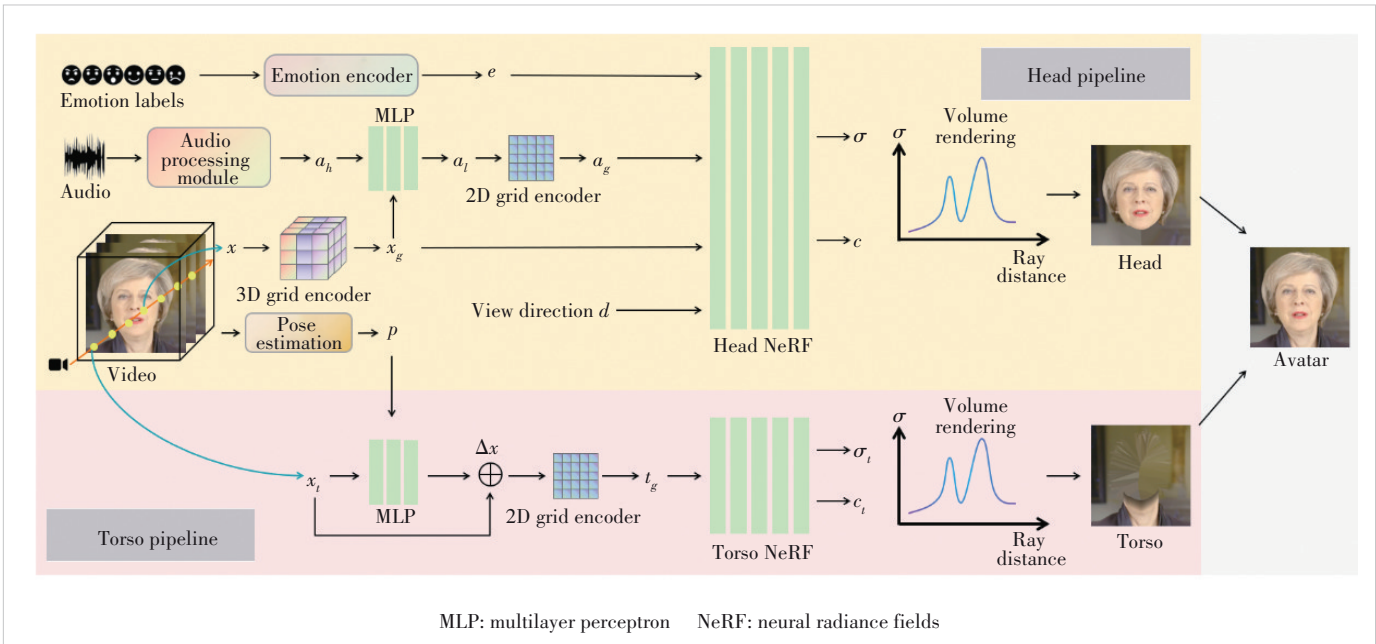 Emotion labels
Emotion encoder
e
Head pipeline
MLP
Audio
Audio
processing
module
a_h
a_l
2D grid encoder
a_g
x
3D grid encoder
x_g
View direction d
Head NeRF
σ
c
Volume
rendering
σ
Ray
distance
Head
Video
Pose
estimation
p
Avatar
Torso pipeline
x_t
MLP
Δx
2D grid encoder
t_g
Torso NeRF
σ_t
c_t
Volume
rendering
σ
Ray
distance
Torso
MLP: multilayer perceptron NeRF: neural radiance fields